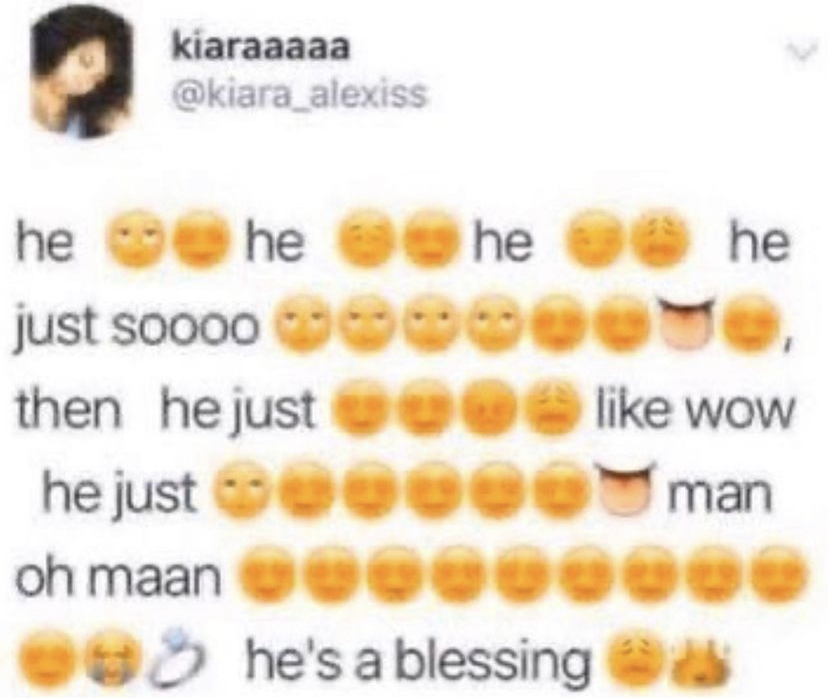 kiaraaaaa
@kiara_alexiss
he 🙄😍 he 😌😍 he 😏😩 he
just soooo 🙄🙄🙄🙄😍😍👅😍,
then he just 😍😍😡😩 like wow
he just 🙄😍😍😍😍😍👅 man
oh maan 😍😍😍😍😍😍😍😍😍
😍😭💍 he's a blessing 😩🙌